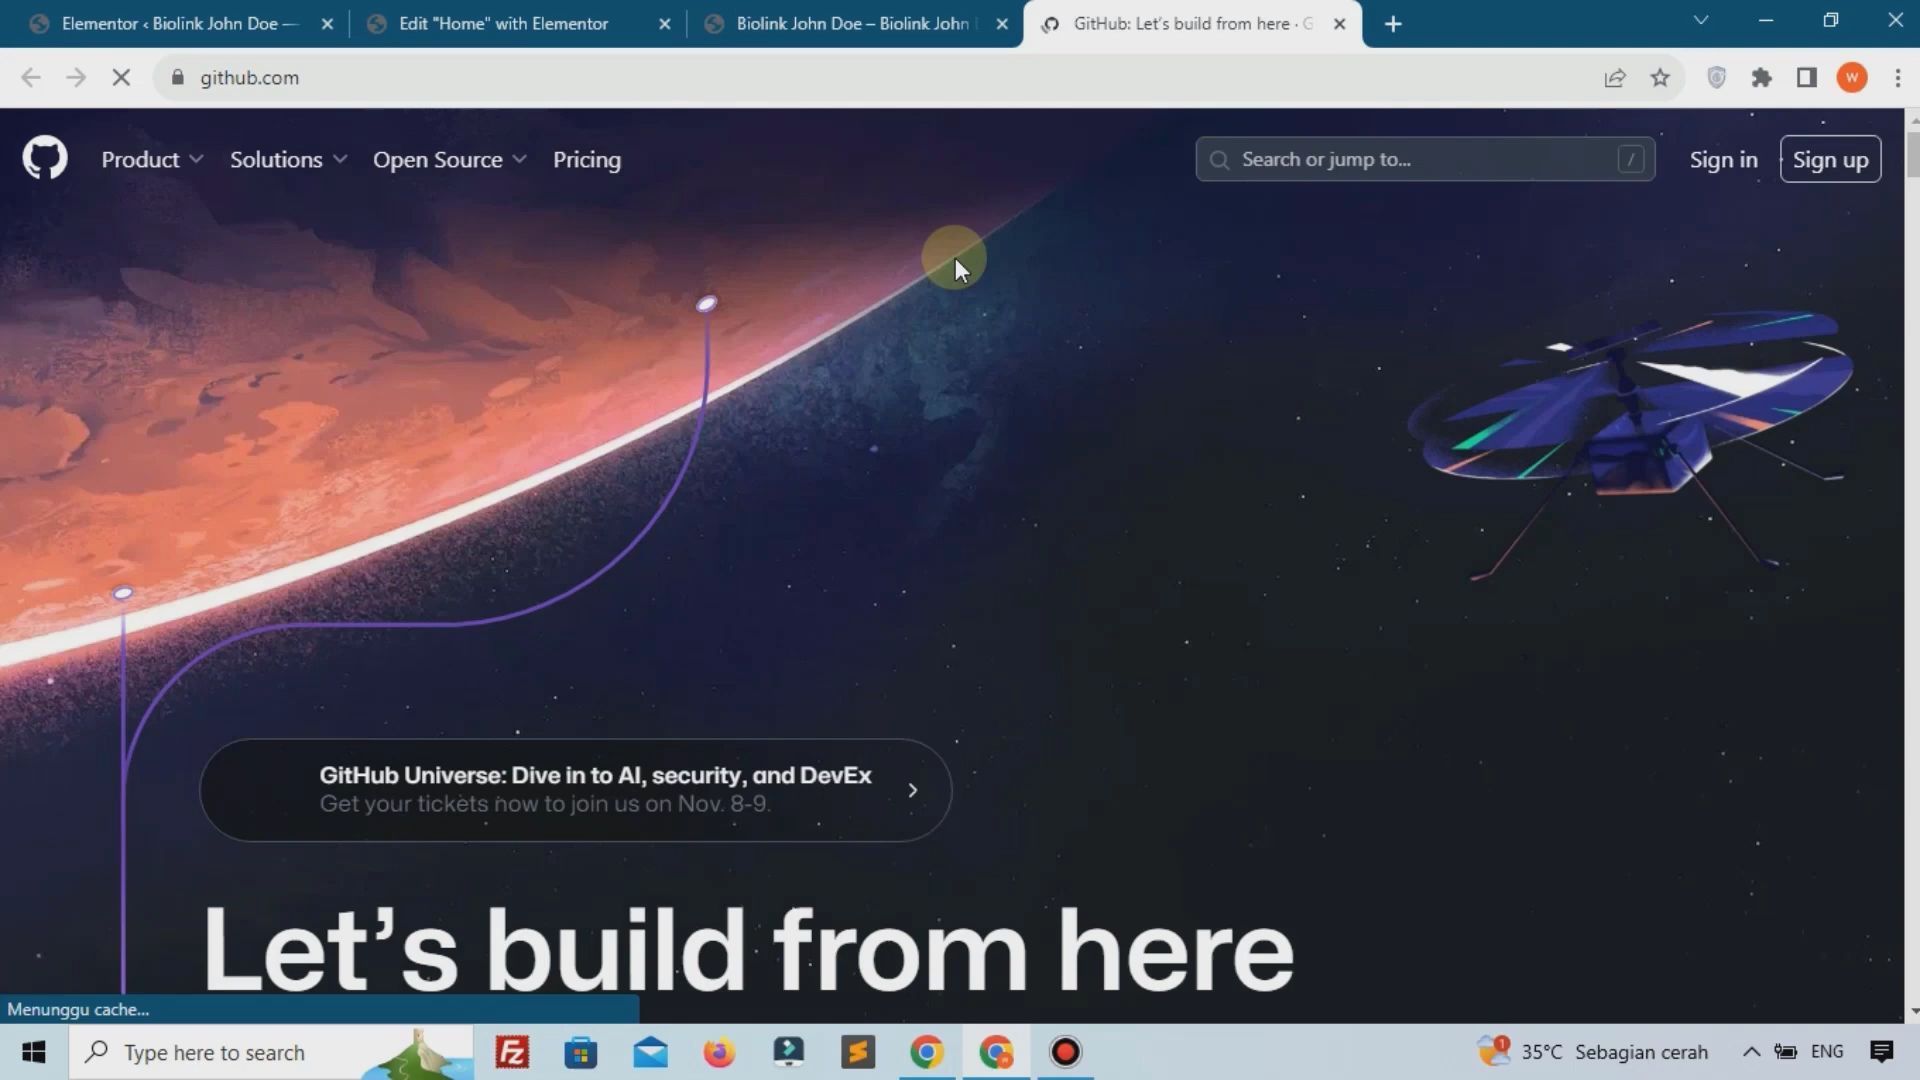 Elementor ‹ Biolink John Doe —
Edit "Home" with Elementor
Biolink John Doe – Biolink John
GitHub: Let's build from here · G
github.com
W
Product
Solutions
Open Source
Pricing
Search or jump to...
/
Sign in
Sign up
GitHub Universe: Dive in to AI, security, and DevEx
Get your tickets now to join us on Nov. 8-9.
Let's build from here
Menunggu cache...
Type here to search
Fz
1
35°C Sebagian cerah
ENG